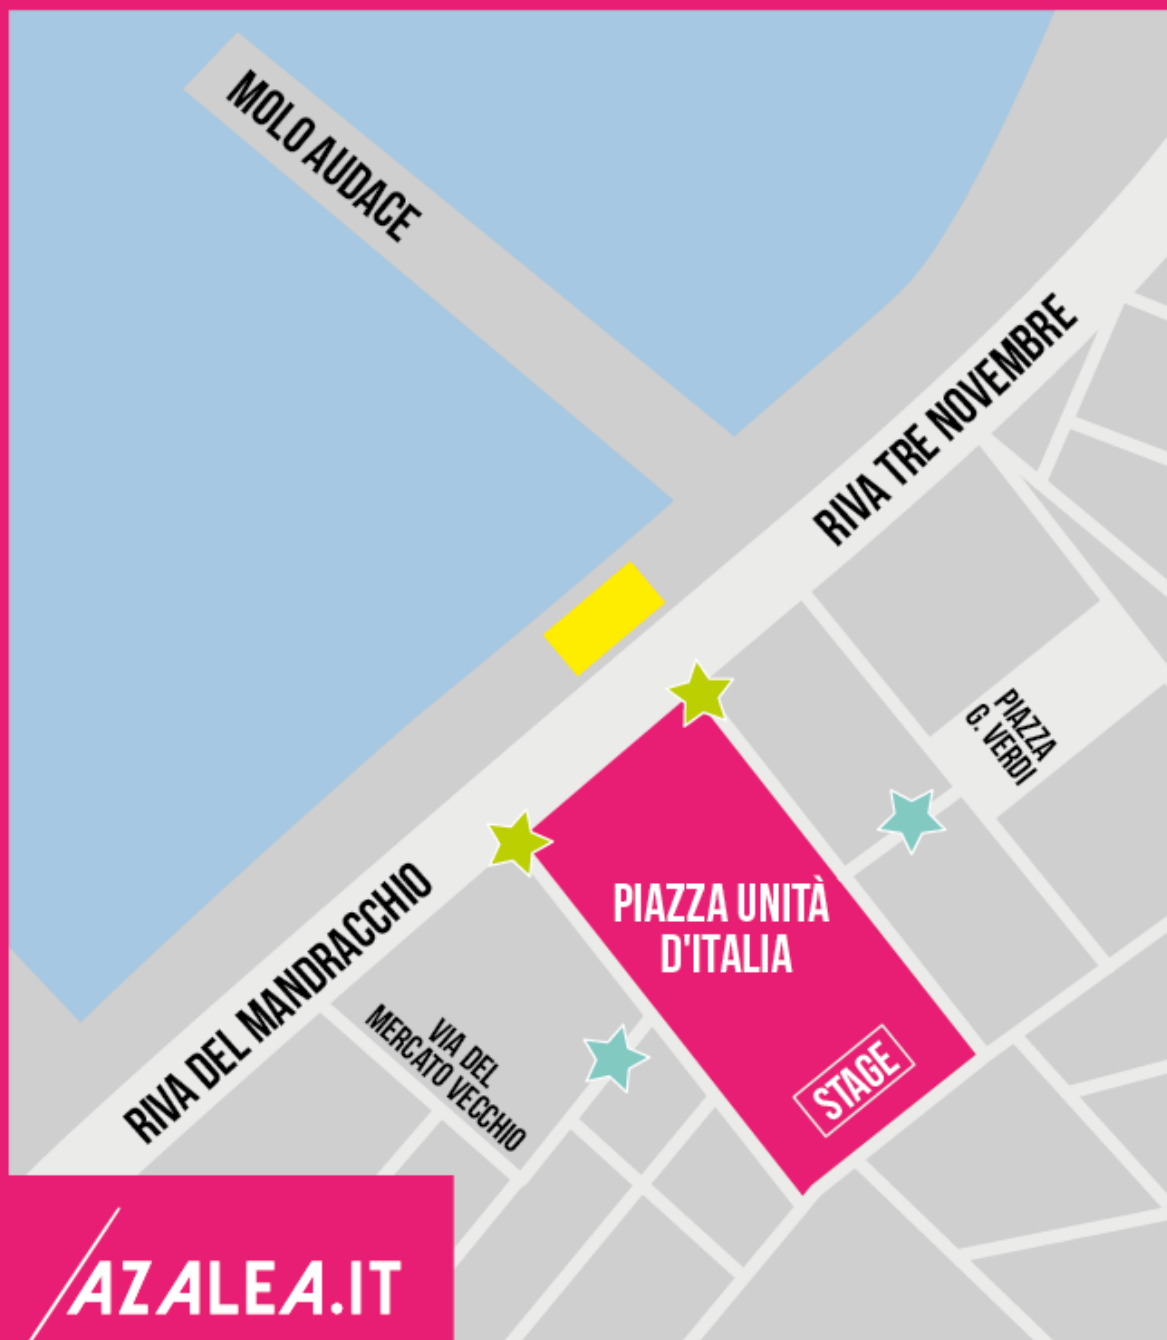 MOLO AUDACE
RIVA TRE NOVEMBRE
PIAZZA
G. VERDI
PIAZZA UNITÀ
D'ITALIA
RIVA DEL MANDRACCHIO
VIA DEL
MERCATO VECCHIO
STAGE
AZALEA.IT